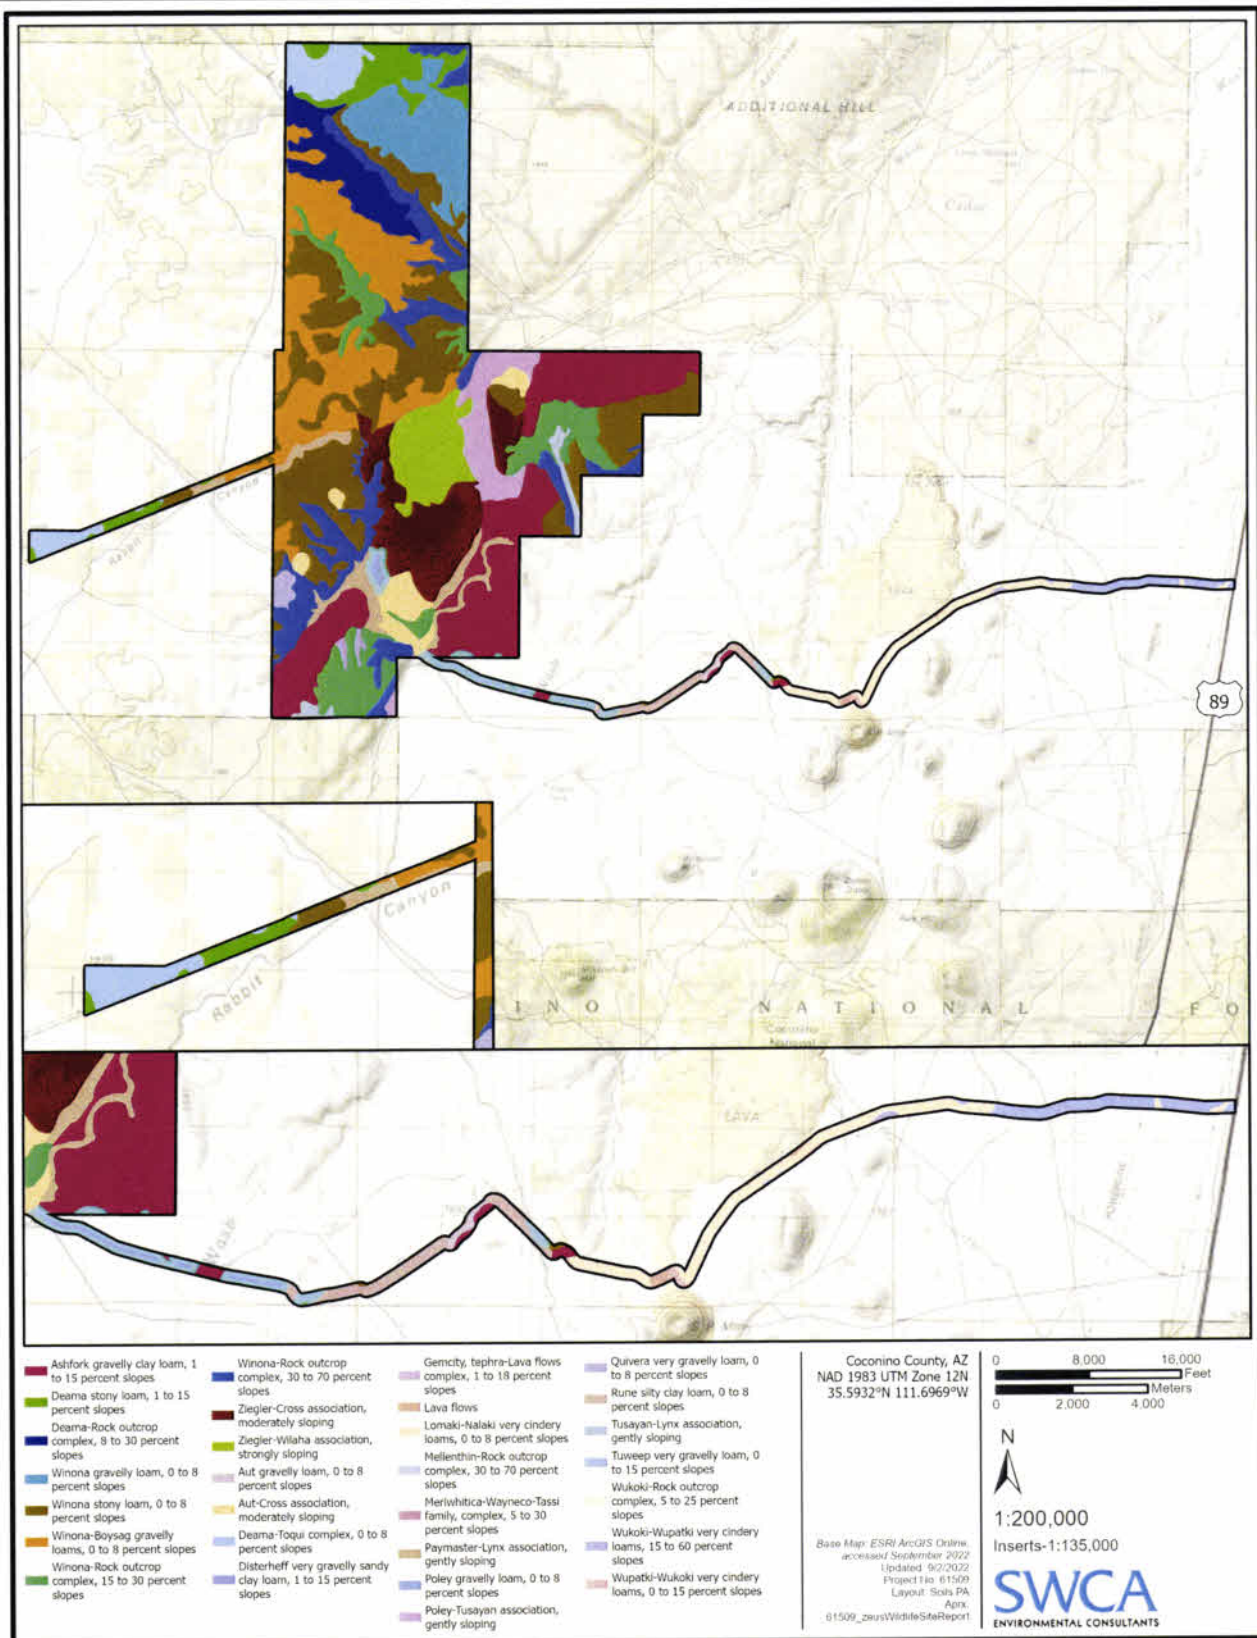 ADDITIONAL HILL
Cedar
Canyon
Rabbit
Wash
LAVA
89
Canyon
Rabbit
INO NATIONAL FO
Coconino
National
LAVA
Wash
Ashfork gravelly clay loam, 1
to 15 percent slopes
Deama stony loam, 1 to 15
percent slopes
Deama-Rock outcrop
complex, 8 to 30 percent
slopes
Winona gravelly loam, 0 to 8
percent slopes
Winona stony loam, 0 to 8
percent slopes
Winona-Boysag gravelly
loams, 0 to 8 percent slopes
Winona-Rock outcrop
complex, 15 to 30 percent
slopes
Winona-Rock outcrop
complex, 30 to 70 percent
slopes
Ziegler-Cross association,
moderately sloping
Ziegler-Wilaha association,
strongly sloping
Aut gravelly loam, 0 to 8
percent slopes
Aut-Cross association,
moderately sloping
Deama-Toqui complex, 0 to 8
percent slopes
Disterheff very gravelly sandy
clay loam, 1 to 15 percent
slopes
Gemcity, tephra-Lava flows
complex, 1 to 18 percent
slopes
Lava flows
Lomaki-Nalaki very cindery
loams, 0 to 8 percent slopes
Mellenthin-Rock outcrop
complex, 30 to 70 percent
slopes
Meriwhitica-Wayneco-Tassi
family, complex, 5 to 30
percent slopes
Paymaster-Lynx association,
gently sloping
Poley gravelly loam, 0 to 8
percent slopes
Poley-Tusayan association,
gently sloping
Quivera very gravelly loam, 0
to 8 percent slopes
Rune silty clay loam, 0 to 8
percent slopes
Tusayan-Lynx association,
gently sloping
Tuweep very gravelly loam, 0
to 15 percent slopes
Wukoki-Rock outcrop
complex, 5 to 25 percent
slopes
Wukoki-Wupatki very cindery
loams, 15 to 60 percent
slopes
Wupatki-Wukoki very cindery
loams, 0 to 15 percent slopes
Coconino County, AZ
NAD 1983 UTM Zone 12N
35.5932°N 111.6969°W
Base Map: ESRI ArcGIS Online,
accessed September 2022
Updated: 9/2/2022
Project No. 61509
Layout: Soils PA
Aprx:
61509_zeusWildlifeSiteReport
0 8,000 16,000
Feet
Meters
0 2,000 4,000
N
1:200,000
Inserts-1:135,000
SWCA
ENVIRONMENTAL CONSULTANTS